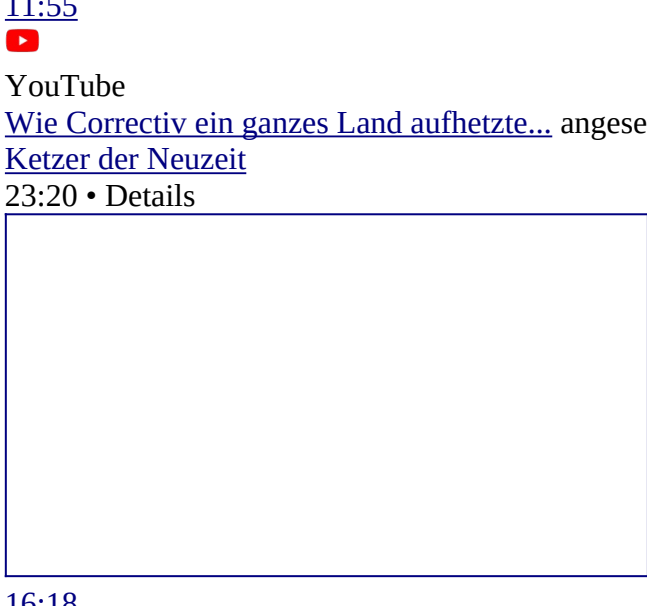 11:55
YouTube
Wie Correctiv ein ganzes Land aufhetzte... angese
Ketzer der Neuzeit
23:20 • Details
16:18